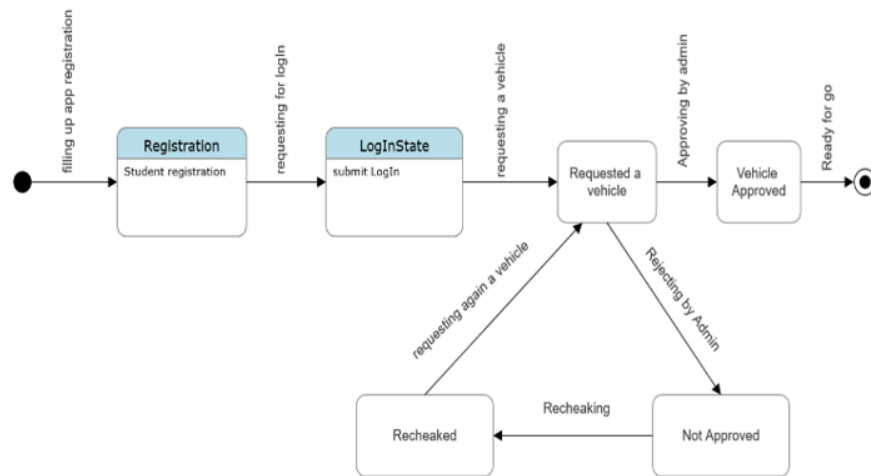 filling up app registration
Registration
Student registration
requesting for logIn
LogInState
submit LogIn
requesting a vehicle
Requested a
vehicle
Approving by admin
Vehicle
Approved
Ready for go
requesting again a vehicle
Rejecting by Admin
Recheaked
Recheaking
Not Approved